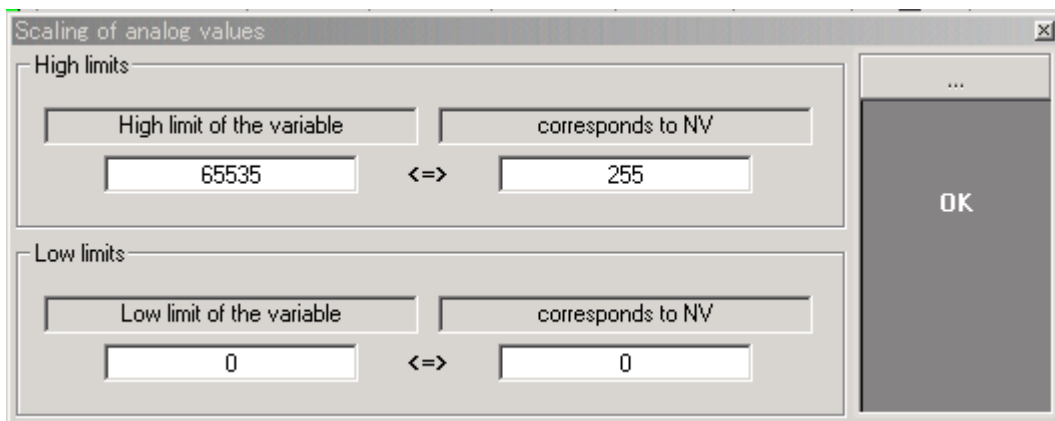 Scaling of analog values
High limits
...
High limit of the variable corresponds to NV
65535 <=> 255
OK
Low limits
Low limit of the variable corresponds to NV
0 <=> 0